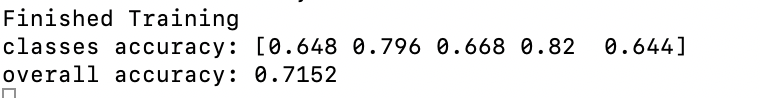 Finished Training
classes accuracy: [0.648 0.796 0.668 0.82  0.644]
overall accuracy: 0.7152